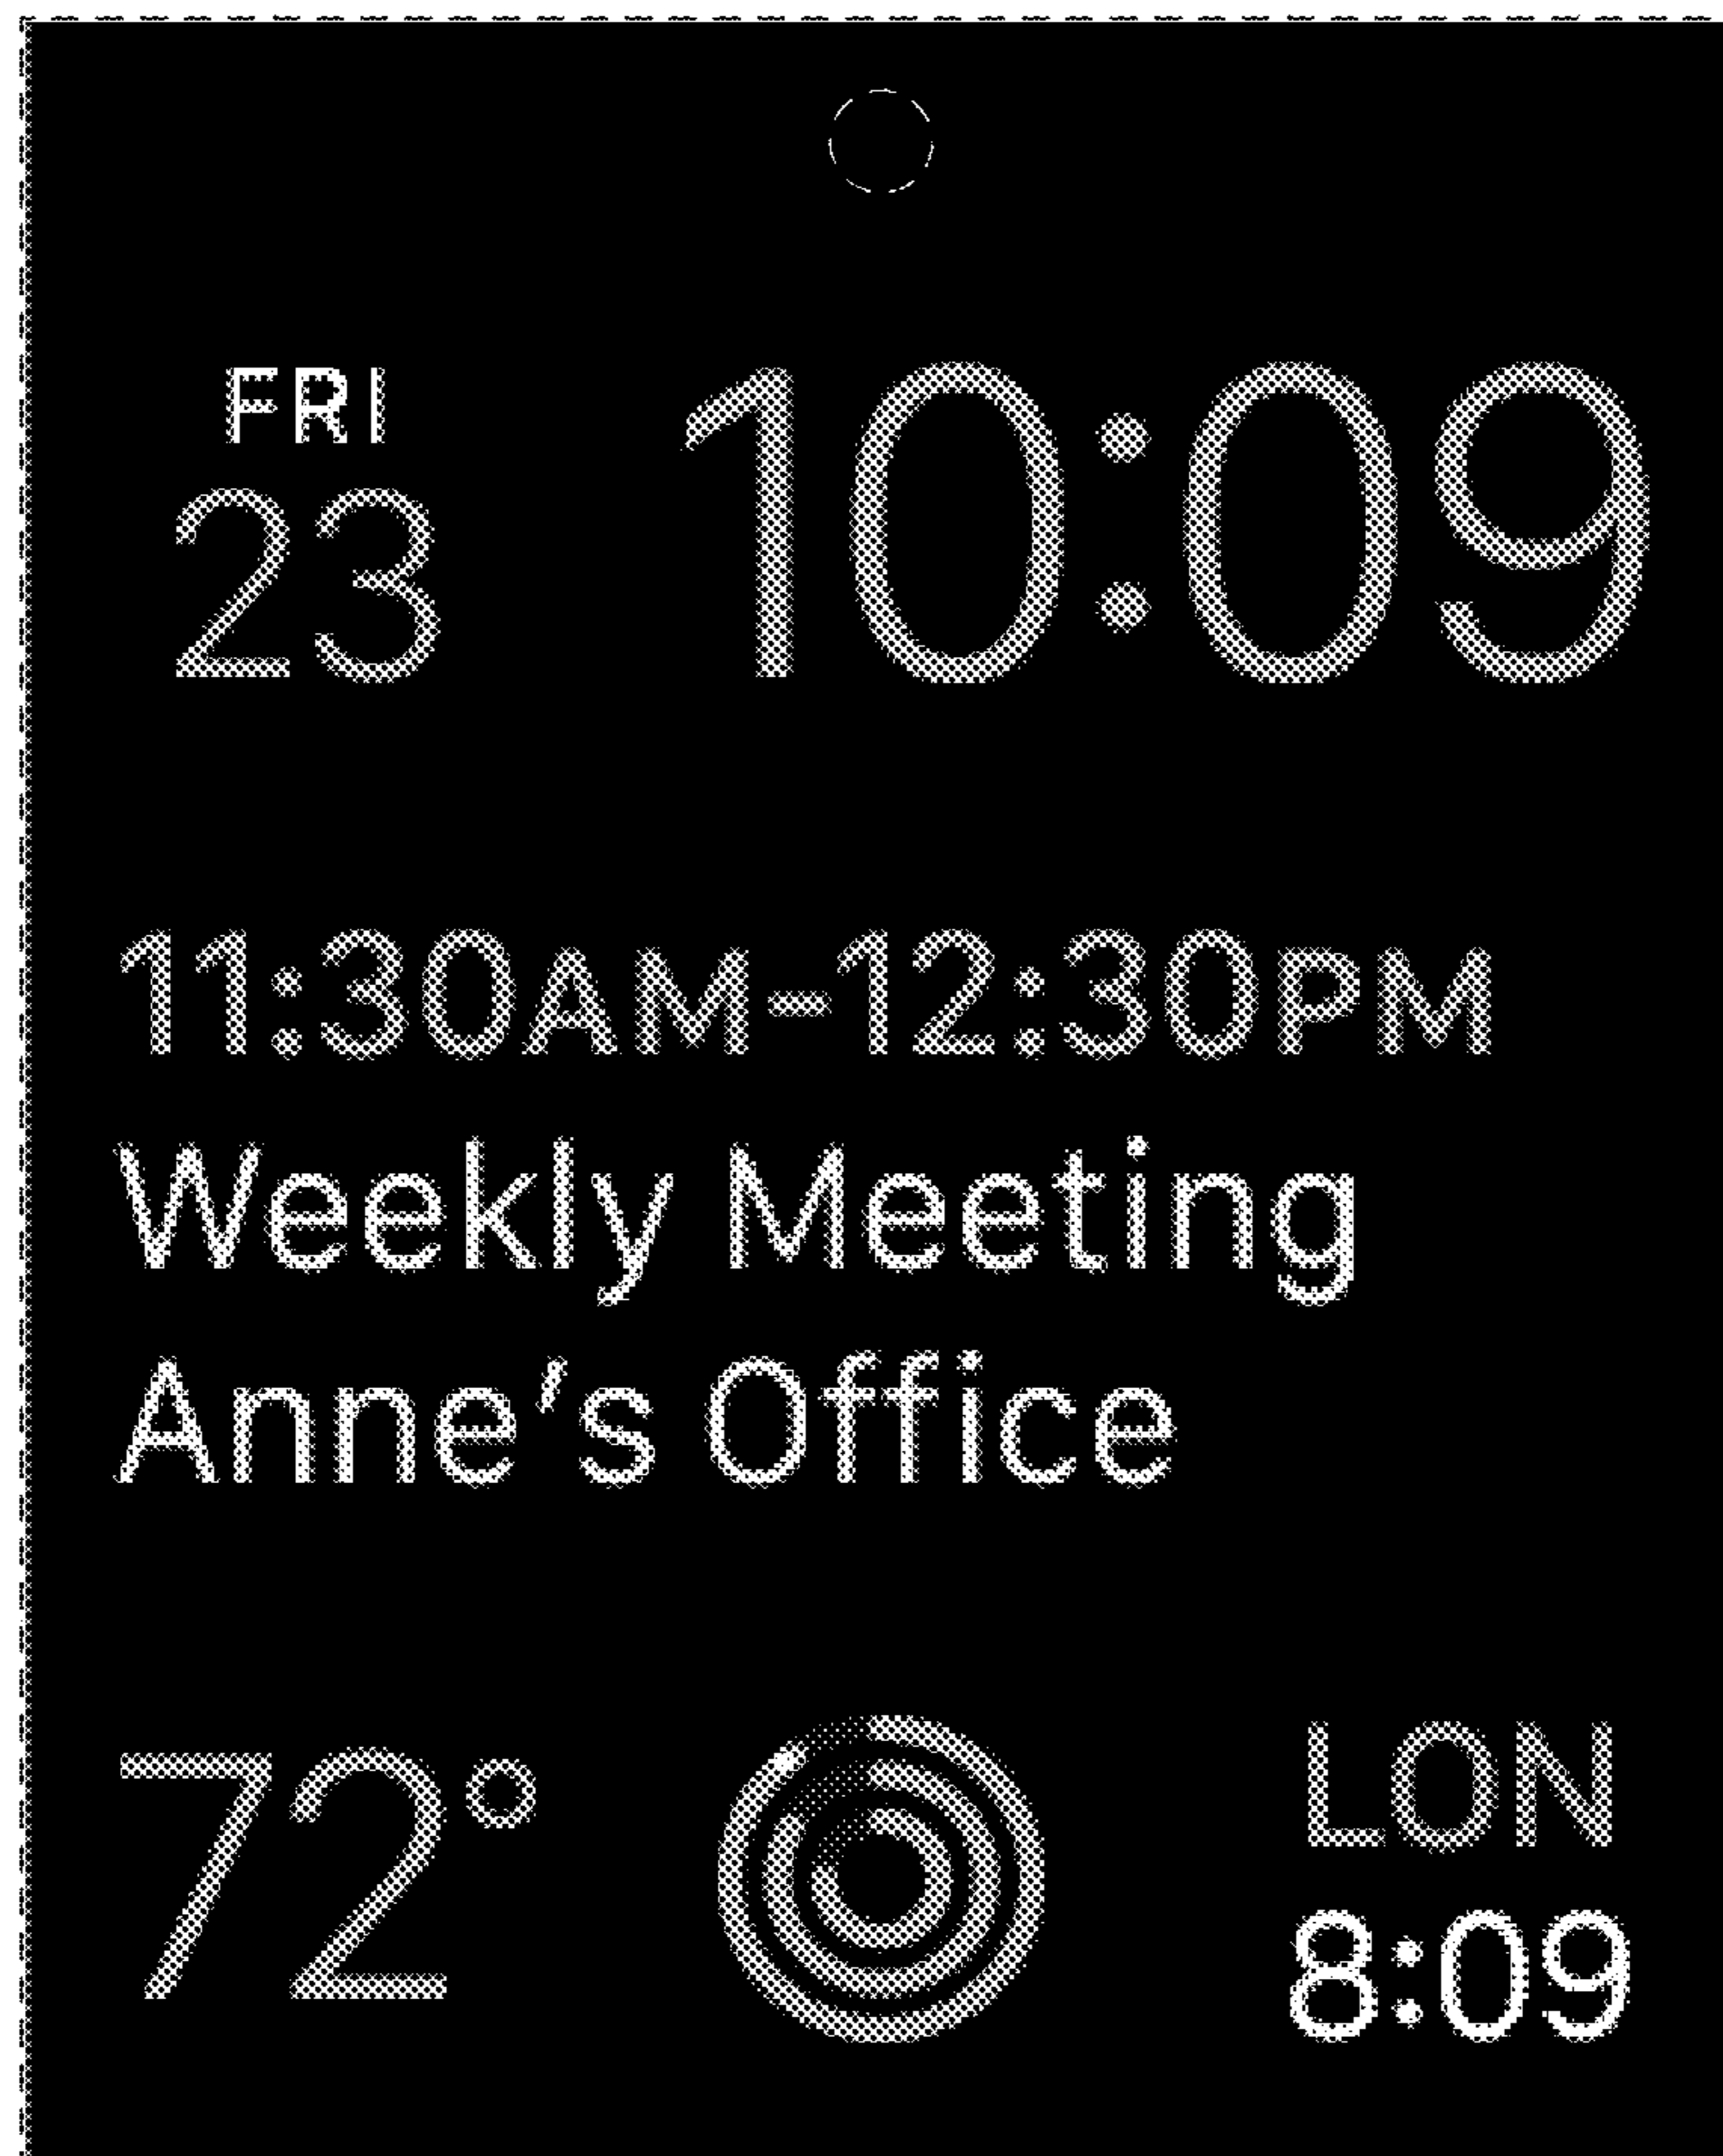 FRI
23
10:09
11:30AM–12:30PM
Weekly Meeting
Anne’s Office
72°
LON
8:09